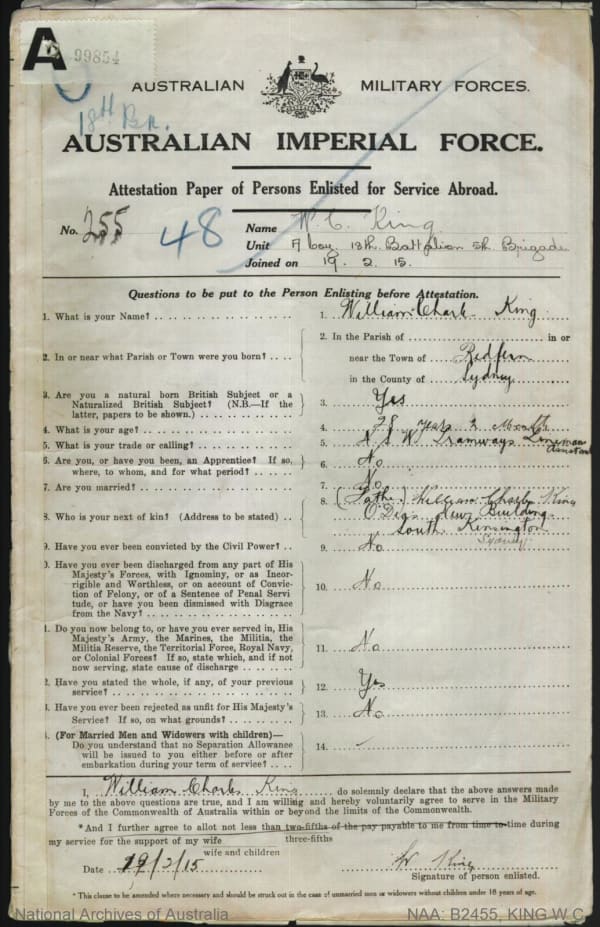 A 99854
AUSTRALIAN MILITARY FORCES.
18th Bn.
AUSTRALIAN IMPERIAL FORCE.
Attestation Paper of Persons Enlisted for Service Abroad.
No. 255 48 Name W. C. King
Unit A Coy. 18th Battalion 5th Brigade
Joined on 19. 2. 15.
Questions to be put to the Person Enlisting before Attestation.
1. What is your Name? 1. William Charles King
2. In or near what Parish or Town were you born? 2. In the Parish of in or
near the Town of Redfern
in the County of Sydney
3. Are you a natural born British Subject or a
Naturalized British Subject? (N.B.—If the
latter, papers to be shown.) 3. Yes
4. What is your age? 4. years 2 Months
5. What is your trade or calling? 5. N S W Tramways Lineman
6. Are you, or have you been, an Apprentice? If so,
where, to whom, and for what period? 6. No
7. Are you married? 7. No
8. Who is your next of kin? (Address to be stated) 8. (Father) William Charles King
New Building
South Kensington
Sydney
9. Have you ever been convicted by the Civil Power? 9. No
0. Have you ever been discharged from any part of His
Majesty's Forces, with Ignominy, or as Incor-
rigible and Worthless, or on account of Convic-
tion of Felony, or of a Sentence of Penal Servi
tude, or have you been dismissed with Disgrace
from the Navy? 10. No
1. Do you now belong to, or have you ever served in, His
Majesty's Army, the Marines, the Militia, the
Militia Reserve, the Territorial Force, Royal Navy,
or Colonial Forces? If so, state which, and if not
now serving, state cause of discharge 11. No
2. Have you stated the whole, if any, of your previous
service? 12. Yes
3. Have you ever been rejected as unfit for His Majesty's
Service? If so, on what grounds? 13. No
(For Married Men and Widowers with children)—
Do you understand that no Separation Allowance
will be issued to you either before or after
embarkation during your term of service? 14.
I, William Charles King do solemnly declare that the above answers made
by me to the above questions are true, and I am willing and hereby voluntarily agree to serve in the Military
Forces of the Commonwealth of Australia within or beyond the limits of the Commonwealth.
*And I further agree to allot not less than two-fifths of the pay payable to me from time to time during
three-fifths
my service for the support of my wife
wife and children
Date 19/2/15 W King
Signature of person enlisted.
* This clause to be amended where necessary and should be struck out in the case of unmarried men or widowers without children under 18 years of age.
National Archives of Australia NAA: B2455, KING W C